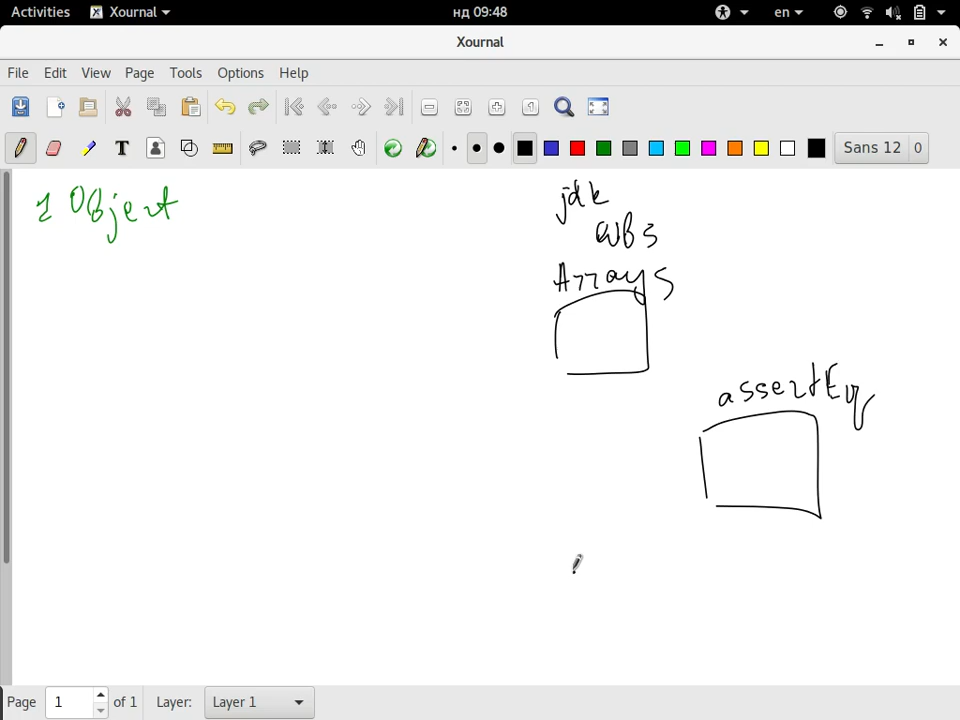 Activities Xournal нд 09:48 en
Xournal
File Edit View Page Tools Options Help
Sans 12 0
1 Object
jdk
abs
Arrays
assertEq
Page 1 of 1 Layer: Layer 1